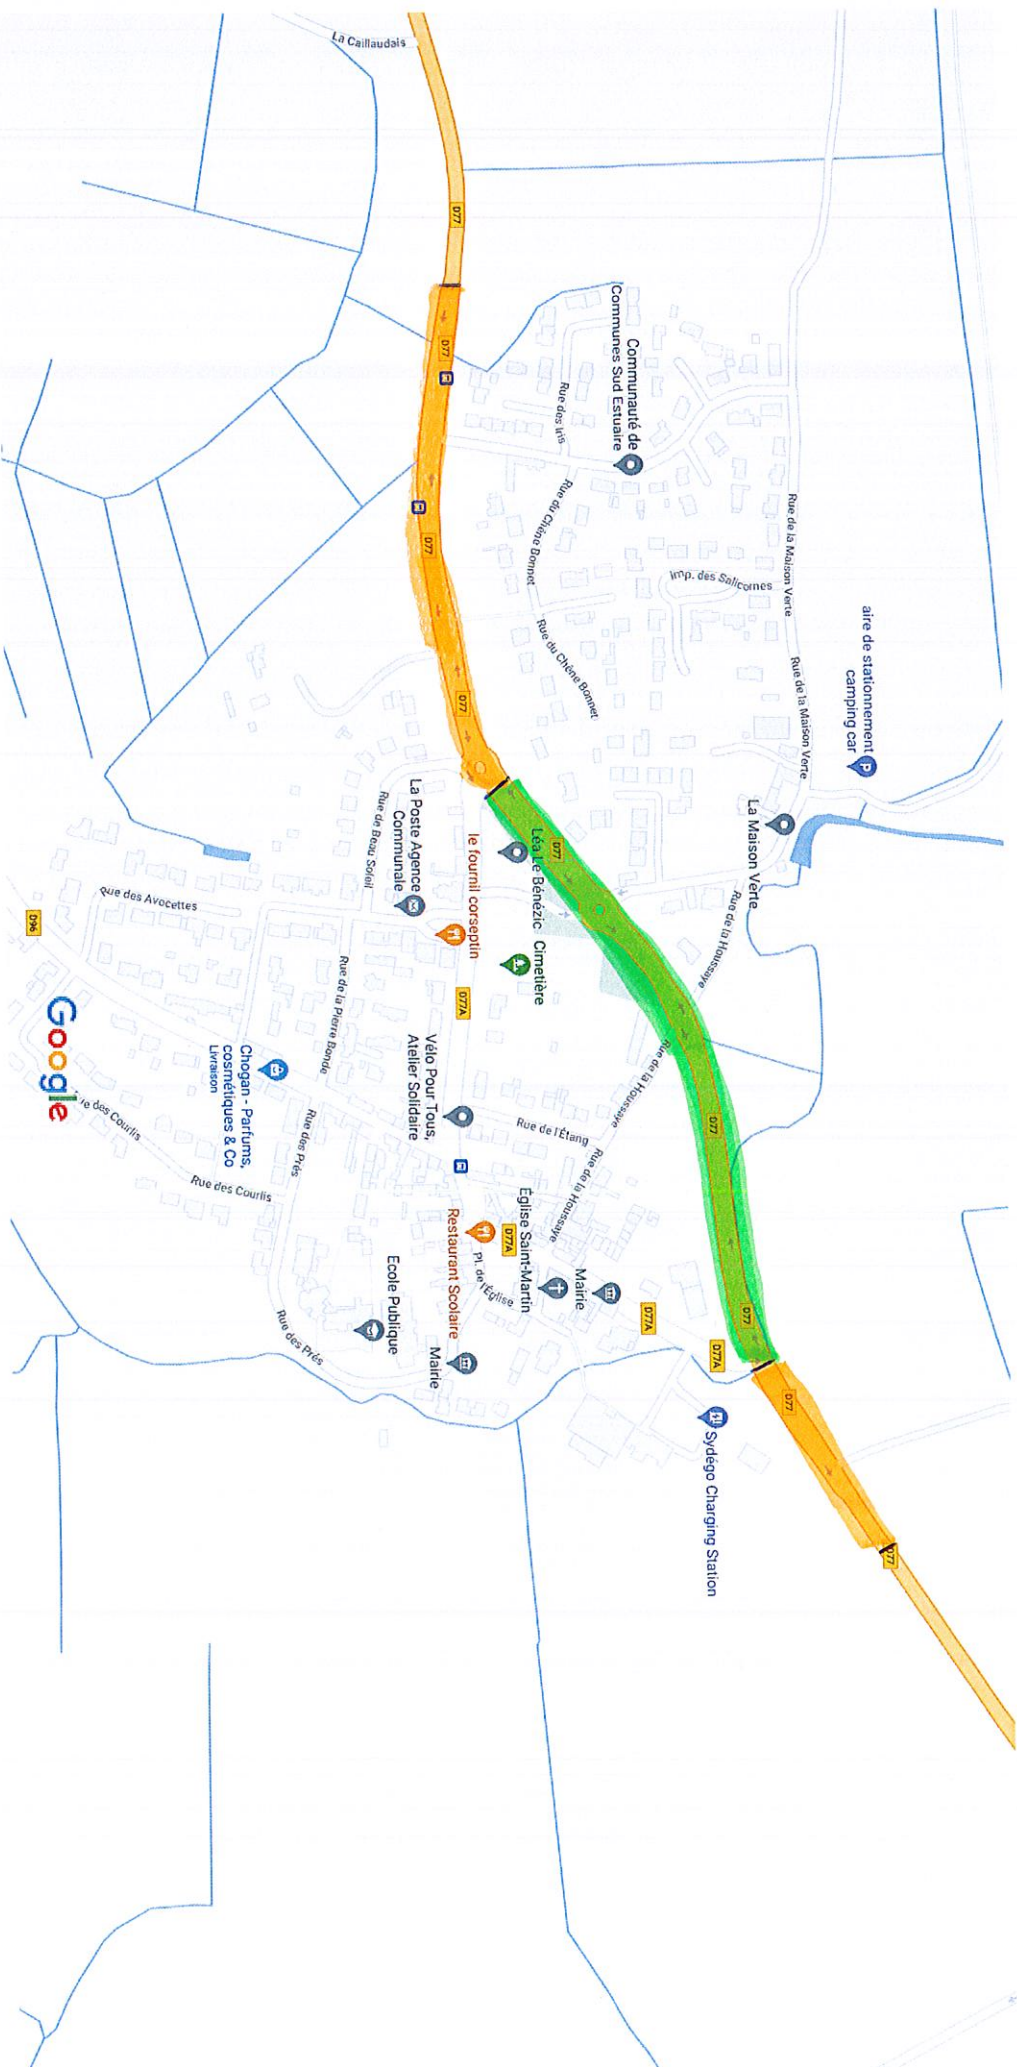 La Caillaudais
D77
D77
D77
D77
Communauté de
Communes Sud Estuaire
Rue des Iris
Rue du Chêne Bonnet
Rue du Chêne Bonnet
Imp. des Salicornes
Rue de la Maison Verte
Rue de la Maison Verte
aire de stationnement
camping car
La Maison Verte
Léa Le Bénézic
Cimetière
D77
le fournil corseptin
La Poste Agence
Communale
Rue de Beau Soleil
Rue des Avocettes
D96
Rue de la Pierre Bonde
D77A
Rue de la Houssaye
Rue de la Houssaye
Rue de la Houssaye
Vélo Pour Tous,
Atelier Solidaire
Rue de l'Étang
Chogan - Parfums,
cosmétiques & Co
Livraison
Google
re des Courlis
Rue des Courlis
Rue des Prés
Rue des Prés
D77
D77
Église Saint-Martin
Mairie
D77A
D77A
D77A
Restaurant Scolaire
Pl. de l'Église
Ecole Publique
Mairie
Sydégo Charging Station
D77
D77